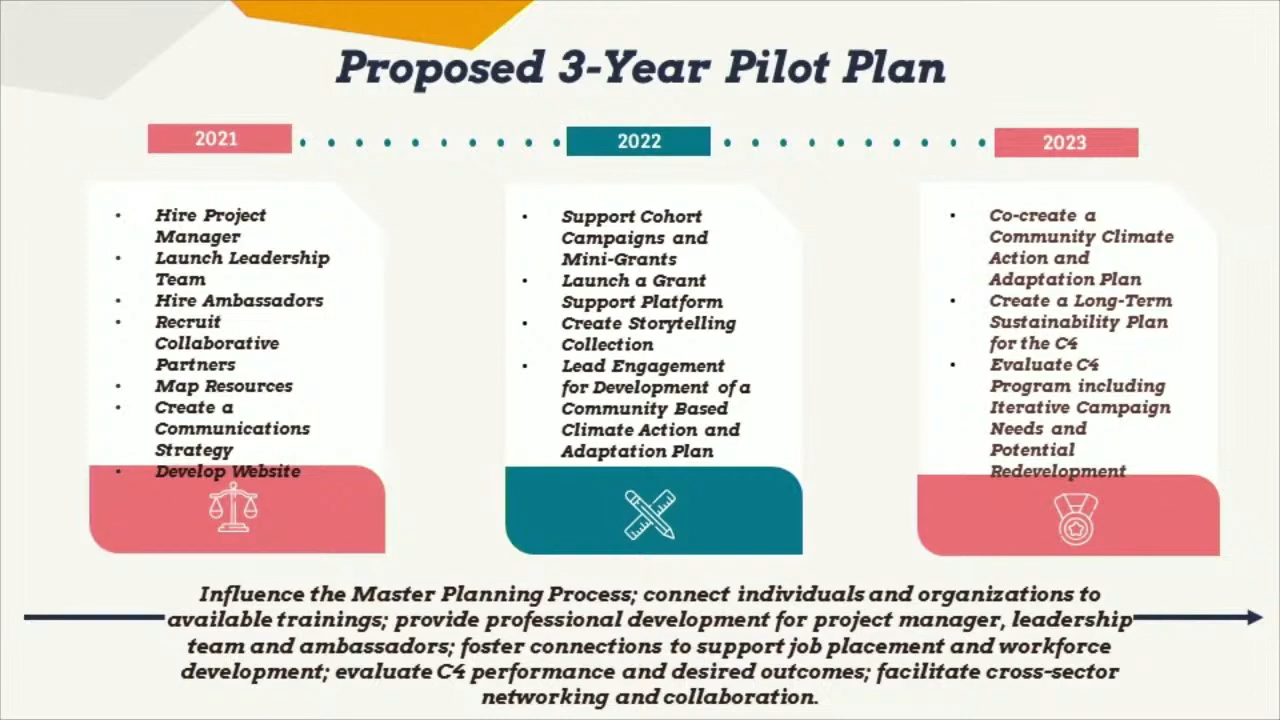 Proposed 3-Year Pilot Plan
2021
2022
2023
• Hire Project
Manager
• Launch Leadership
Team
• Hire Ambassadors
• Recruit
Collaborative
Partners
• Map Resources
• Create a
Communications
Strategy
• Develop Website
• Support Cohort
Campaigns and
Mini-Grants
• Launch a Grant
Support Platform
• Create Storytelling
Collection
• Lead Engagement
for Development of a
Community Based
Climate Action and
Adaptation Plan
• Co-create a
Community Climate
Action and
Adaptation Plan
• Create a Long-Term
Sustainability Plan
for the C4
• Evaluate C4
Program including
Iterative Campaign
Needs and
Potential
Redevelopment
Influence the Master Planning Process; connect individuals and organizations to
available trainings; provide professional development for project manager, leadership
team and ambassadors; foster connections to support job placement and workforce
development; evaluate C4 performance and desired outcomes; facilitate cross-sector
networking and collaboration.